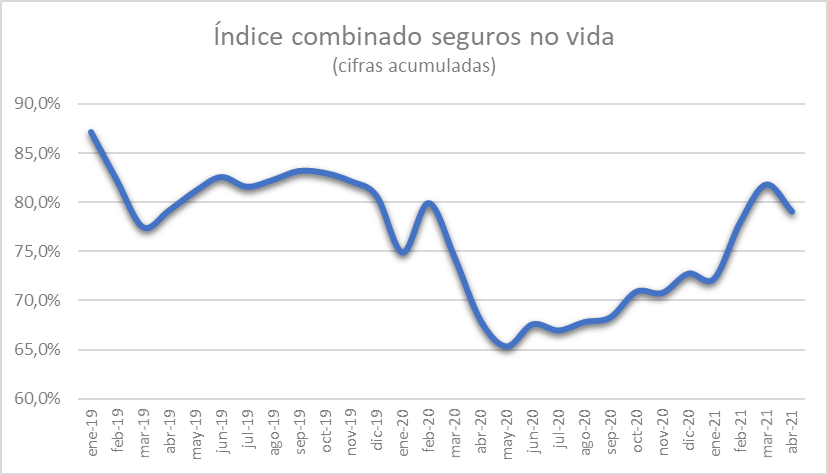 Índice combinado seguros no vida
(cifras acumuladas)
90,0%
85,0%
80,0%
75,0%
70,0%
65,0%
60,0%
ene-19
feb-19
mar-19
abr-19
may-19
jun-19
jul-19
ago-19
sep-19
oct-19
nov-19
dic-19
ene-20
feb-20
mar-20
abr-20
may-20
jun-20
jul-20
ago-20
sep-20
oct-20
nov-20
dic-20
ene-21
feb-21
mar-21
abr-21